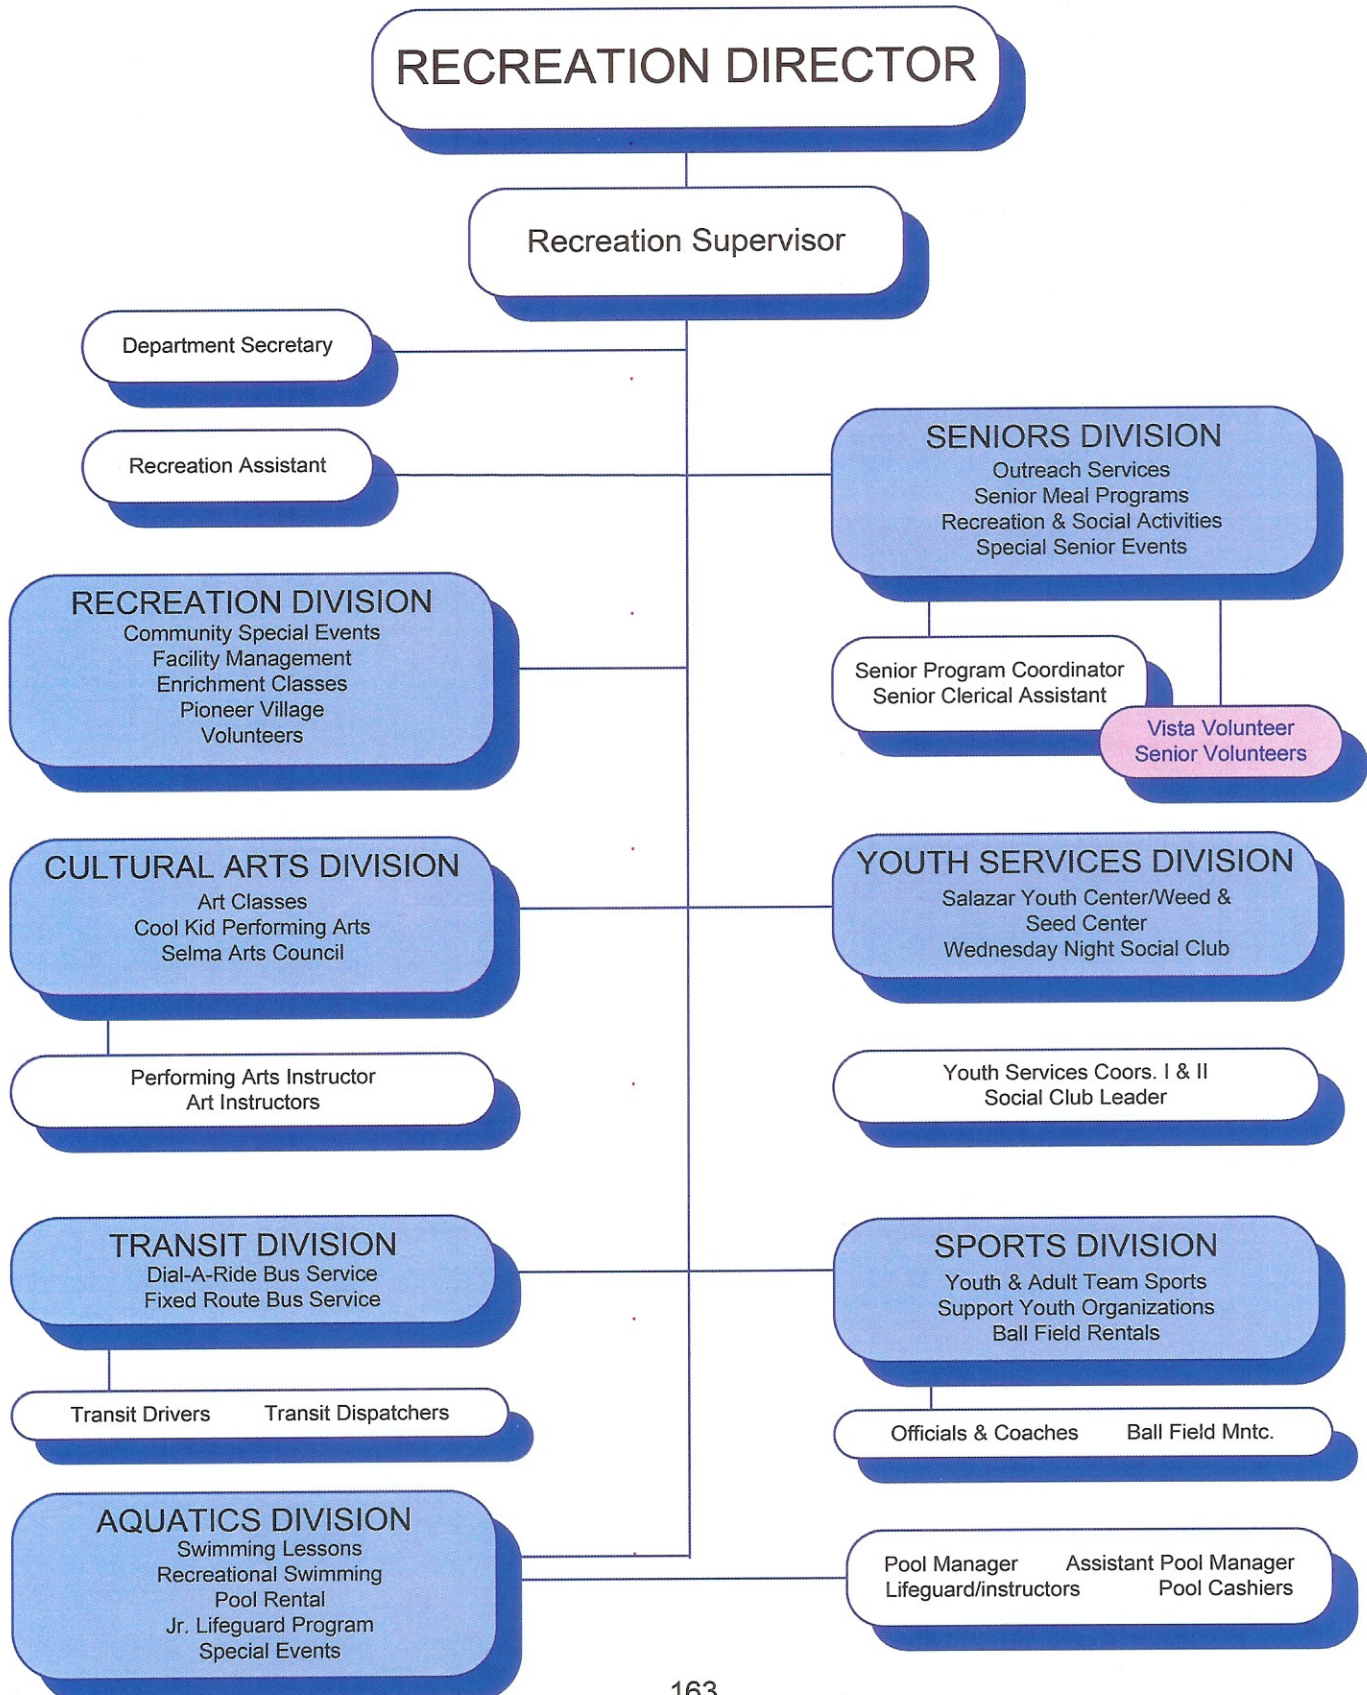 RECREATION DIRECTOR
Recreation Supervisor
Department Secretary
Recreation Assistant
SENIORS DIVISION
Outreach Services
Senior Meal Programs
Recreation & Social Activities
Special Senior Events
RECREATION DIVISION
Community Special Events
Facility Management
Enrichment Classes
Pioneer Village
Volunteers
Senior Program Coordinator
Senior Clerical Assistant
Vista Volunteer
Senior Volunteers
CULTURAL ARTS DIVISION
Art Classes
Cool Kid Performing Arts
Selma Arts Council
YOUTH SERVICES DIVISION
Salazar Youth Center/Weed &
Seed Center
Wednesday Night Social Club
Performing Arts Instructor
Art Instructors
Youth Services Coors. I & II
Social Club Leader
TRANSIT DIVISION
Dial-A-Ride Bus Service
Fixed Route Bus Service
SPORTS DIVISION
Youth & Adult Team Sports
Support Youth Organizations
Ball Field Rentals
Transit Drivers Transit Dispatchers
Officials & Coaches Ball Field Mntc.
AQUATICS DIVISION
Swimming Lessons
Recreational Swimming
Pool Rental
Jr. Lifeguard Program
Special Events
Pool Manager Assistant Pool Manager
Lifeguard/instructors Pool Cashiers
163